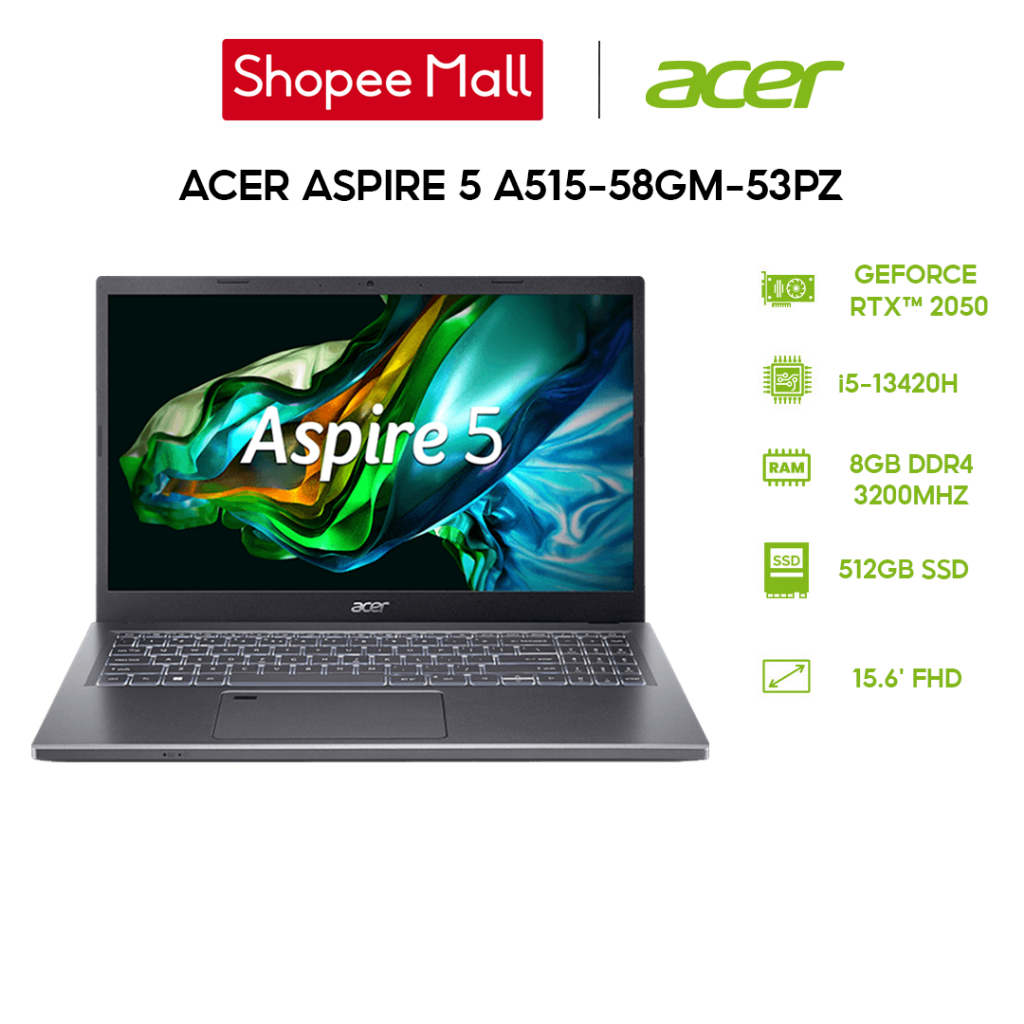 Shopee Mall
acer
ACER ASPIRE 5 A515-58GM-53PZ
Aspire 5
acer
GEFORCE
RTX™ 2050
i5-13420H
RAM
8GB DDR4
3200MHZ
SSD
512GB SSD
15.6' FHD